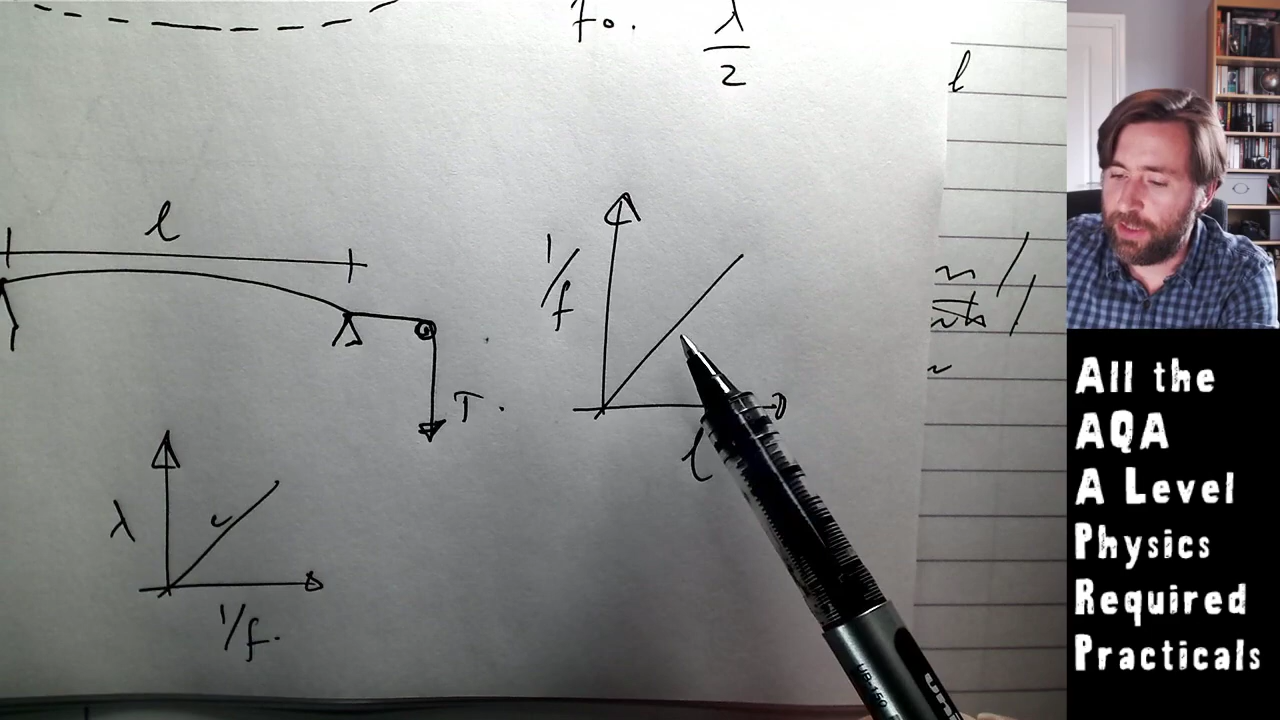 f₀. λ/2
l
l
1/f
T.
l
λ
c
1/f.
All the
AQA
A Level
Physics
Required
Practicals